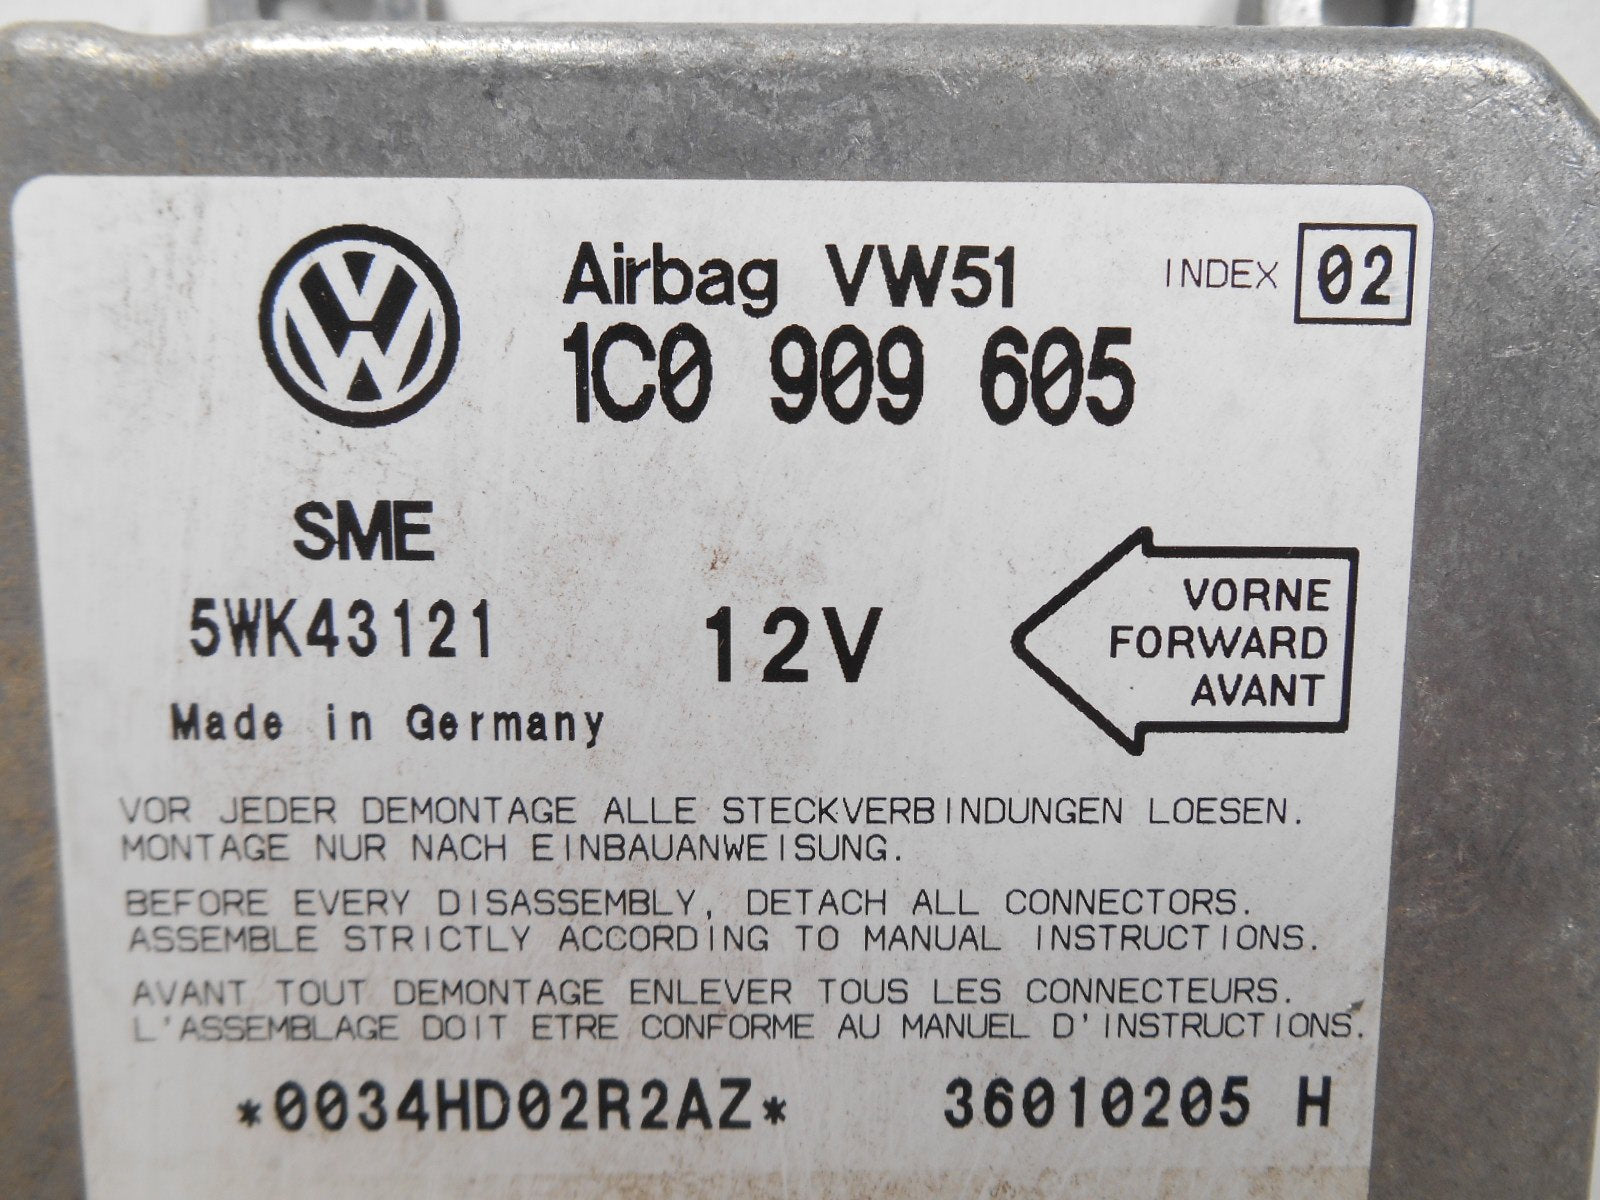 Airbag VW51
INDEX 02
1C0 909 605
SME
5WK43121
12V
VORNE
FORWARD
AVANT
Made in Germany
VOR JEDER DEMONTAGE ALLE STECKVERBINDUNGEN LOESEN.
MONTAGE NUR NACH EINBAUANWEISUNG.
BEFORE EVERY DISASSEMBLY, DETACH ALL CONNECTORS.
ASSEMBLE STRICTLY ACCORDING TO MANUAL INSTRUCTIONS.
AVANT TOUT DEMONTAGE ENLEVER TOUS LES CONNECTEURS.
L'ASSEMBLAGE DOIT ETRE CONFORME AU MANUEL D'INSTRUCTIONS.
*0034HD02R2AZ* 36010205 H